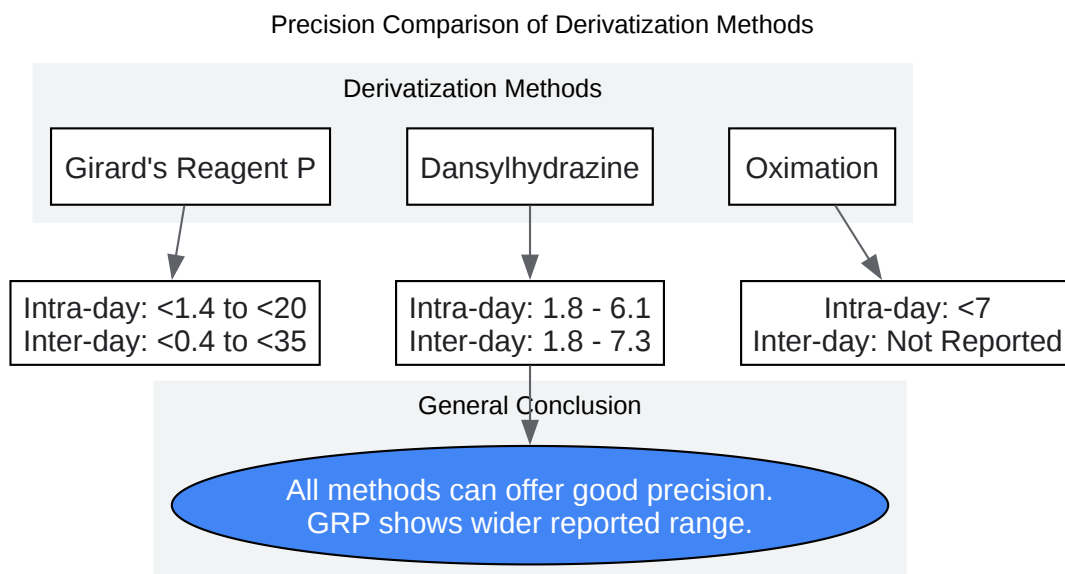 Precision Comparison of Derivatization Methods
Derivatization Methods
Girard's Reagent P
Dansylhydrazine
Oximation
Intra-day: <1.4 to <20
Inter-day: <0.4 to <35
Intra-day: 1.8 - 6.1
Inter-day: 1.8 - 7.3
Intra-day: <7
Inter-day: Not Reported
General Conclusion
All methods can offer good precision.
GRP shows wider reported range.